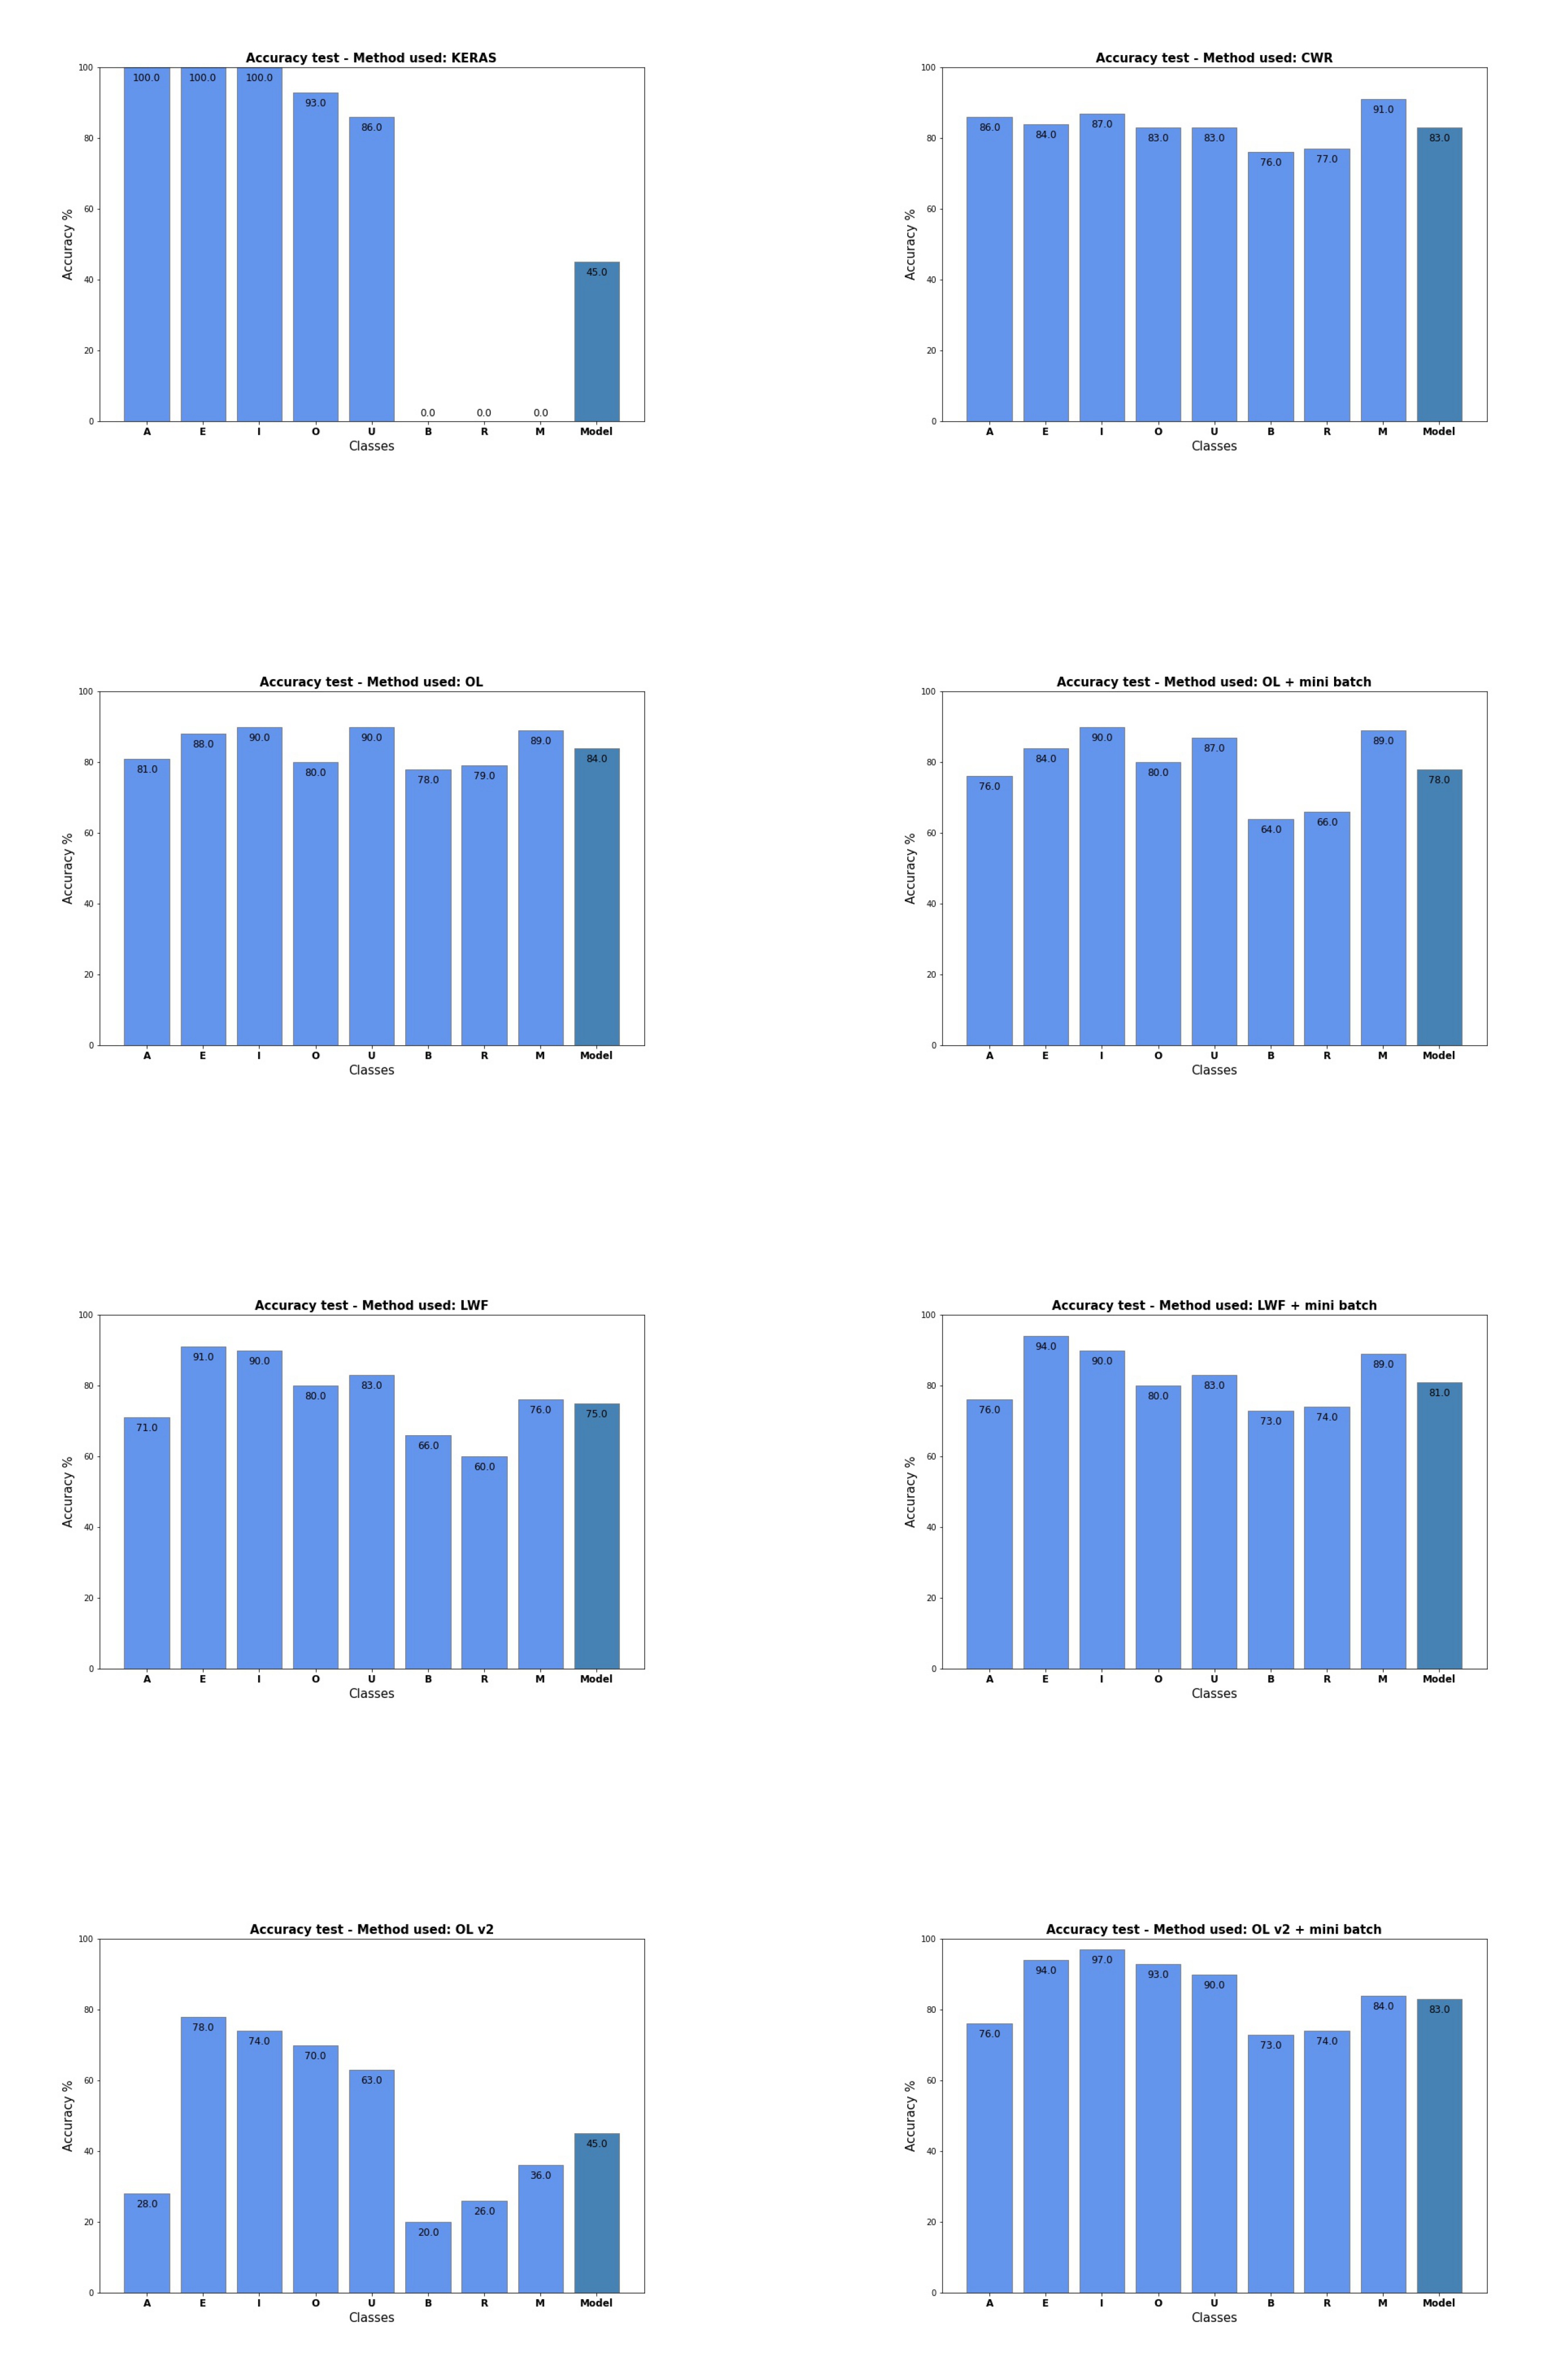 Accuracy test - Method used: KERAS
100
80
60
40
20
0
Accuracy %
100.0 100.0 100.0 93.0 86.0 0.0 0.0 0.0 45.0
A E I O U B R M Model
Classes
Accuracy test - Method used: CWR
100
80
60
40
20
0
Accuracy %
86.0 84.0 87.0 83.0 83.0 76.0 77.0 91.0 83.0
A E I O U B R M Model
Classes
Accuracy test - Method used: OL
100
80
60
40
20
0
Accuracy %
81.0 88.0 90.0 80.0 90.0 78.0 79.0 89.0 84.0
A E I O U B R M Model
Classes
Accuracy test - Method used: OL + mini batch
100
80
60
40
20
0
Accuracy %
76.0 84.0 90.0 80.0 87.0 64.0 66.0 89.0 78.0
A E I O U B R M Model
Classes
Accuracy test - Method used: LWF
100
80
60
40
20
0
Accuracy %
71.0 91.0 90.0 80.0 83.0 66.0 60.0 76.0 75.0
A E I O U B R M Model
Classes
Accuracy test - Method used: LWF + mini batch
100
80
60
40
20
0
Accuracy %
76.0 94.0 90.0 80.0 83.0 73.0 74.0 89.0 81.0
A E I O U B R M Model
Classes
Accuracy test - Method used: OL v2
100
80
60
40
20
0
Accuracy %
28.0 78.0 74.0 70.0 63.0 20.0 26.0 36.0 45.0
A E I O U B R M Model
Classes
Accuracy test - Method used: OL v2 + mini batch
100
80
60
40
20
0
Accuracy %
76.0 94.0 97.0 93.0 90.0 73.0 74.0 84.0 83.0
A E I O U B R M Model
Classes